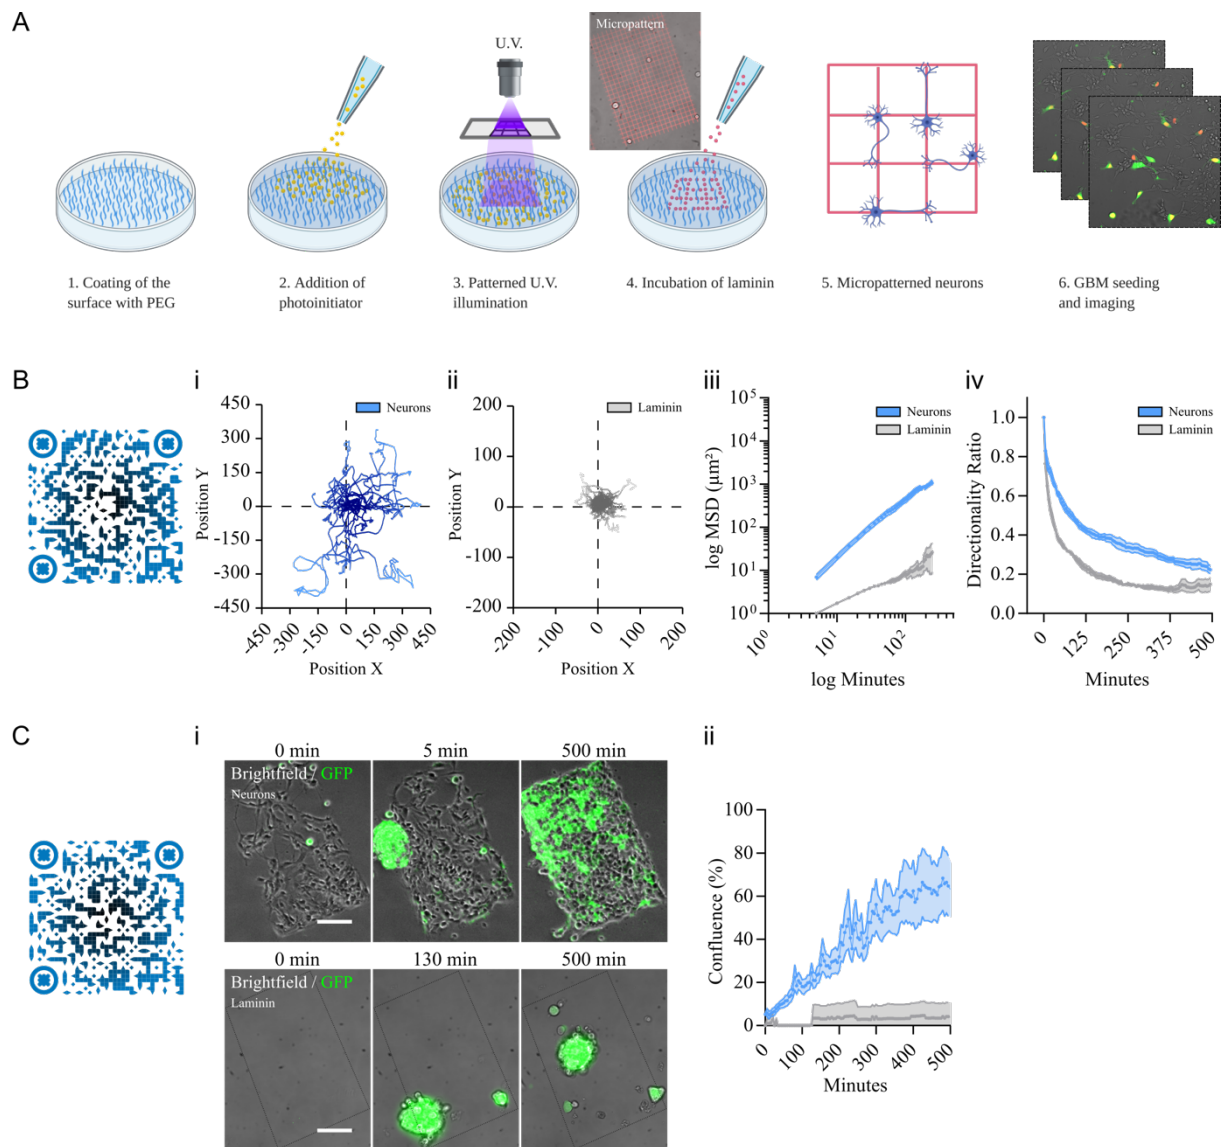 A
U.V.
Micropattern
1. Coating of the
surface with PEG
2. Addition of
photoinitiator
3. Patterned U.V.
illumination
4. Incubation of laminin
5. Micropatterned neurons
6. GBM seeding
and imaging
B
i
Neurons
450
300
150
0
-150
-300
-450
Position Y
-450
-300
-150
0
150
300
450
Position X
ii
Laminin
200
100
0
-100
-200
Position Y
-200
-100
0
100
200
Position X
iii
Neurons
Laminin
10⁵
10⁴
10³
10²
10¹
10⁰
log MSD (μm²)
10⁰
10¹
10²
log Minutes
iv
Neurons
Laminin
1.0
0.8
0.6
0.4
0.2
0.0
Directionality Ratio
0
125
250
375
500
Minutes
C
i
0 min
5 min
500 min
Brightfield / GFP
Neurons
0 min
130 min
500 min
Brightfield / GFP
Laminin
ii
100
80
60
40
20
0
Confluence (%)
0
100
200
300
400
500
Minutes